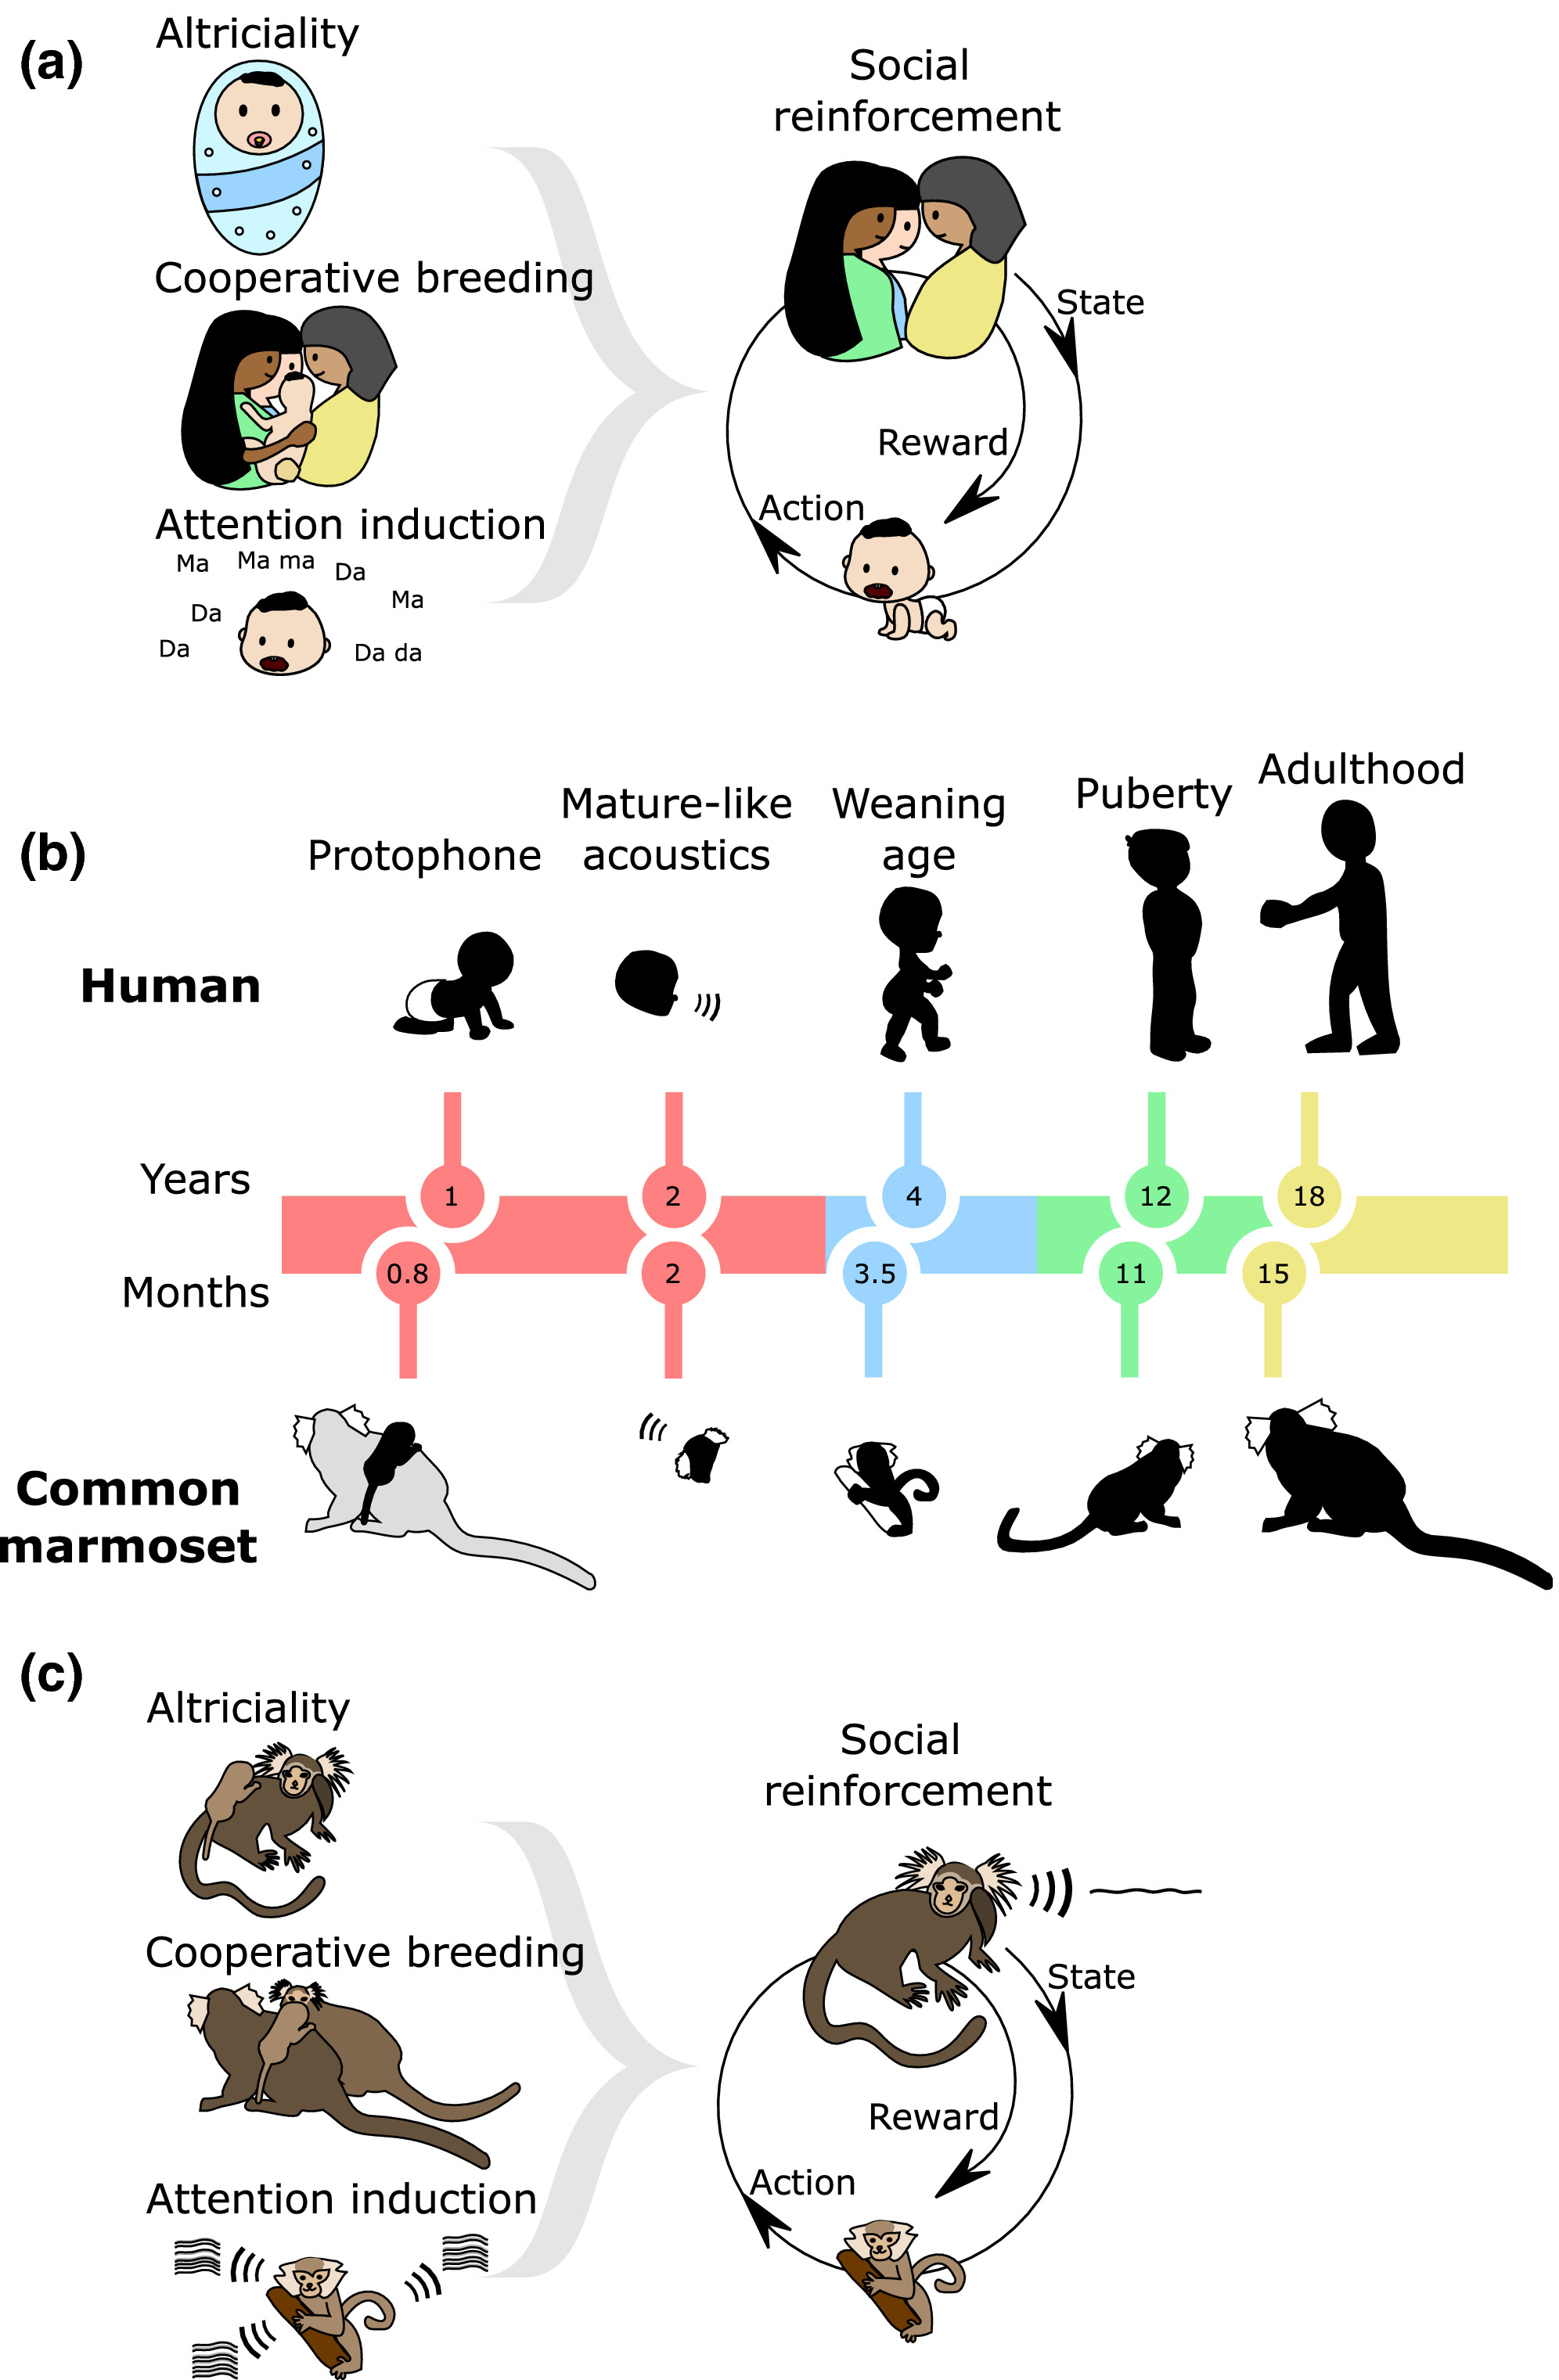 (a)
Altriciality
Cooperative breeding
Attention induction
Ma
Ma ma
Da
Ma
Da
Da
Da da
Social
reinforcement
State
Reward
Action
(b)
Protophone
Mature-like
acoustics
Weaning
age
Puberty
Adulthood
Human
Years
1
2
4
12
18
Months
0.8
2
3.5
11
15
Common
marmoset
(c)
Altriciality
Cooperative breeding
Attention induction
Social
reinforcement
State
Reward
Action